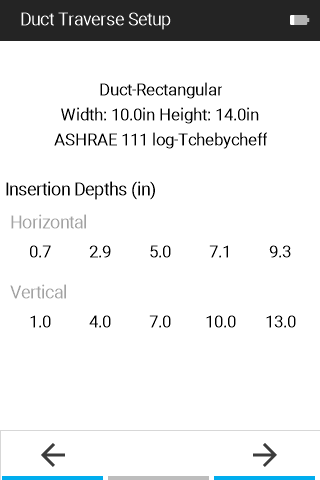 Duct Traverse Setup
Duct-Rectangular
Width: 10.0in Height: 14.0in
ASHRAE 111 log-Tchebycheff
Insertion Depths (in)
Horizontal
0.7 2.9 5.0 7.1 9.3
Vertical
1.0 4.0 7.0 10.0 13.0